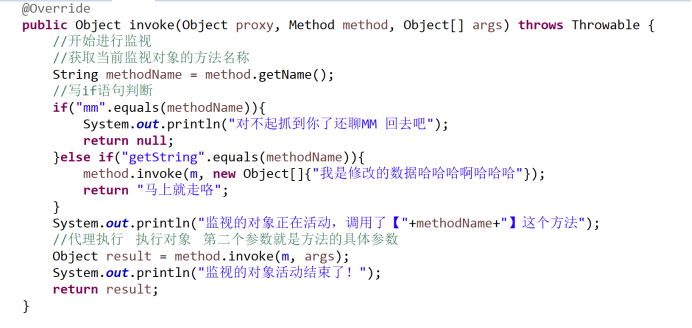 @Override
public Object invoke(Object proxy, Method method, Object[] args) throws Throwable {
//开始进行监视
//获取当前监视对象的方法名称
String methodName = method.getName();
//写if语句判断
if("mm".equals(methodName)){
System.out.println("对不起抓到你了还聊MM 回去吧");
return null;
}else if("getString".equals(methodName)){
method.invoke(m, new Object[]{"我是修改的数据哈哈哈啊哈哈哈"});
return "马上就走咯";
}
System.out.println("监视的对象正在活动，调用了【"+methodName+"】这个方法");
//代理执行 执行对象 第二个参数就是方法的具体参数
Object result = method.invoke(m, args);
System.out.println("监视的对象活动结束了！");
return result;
}